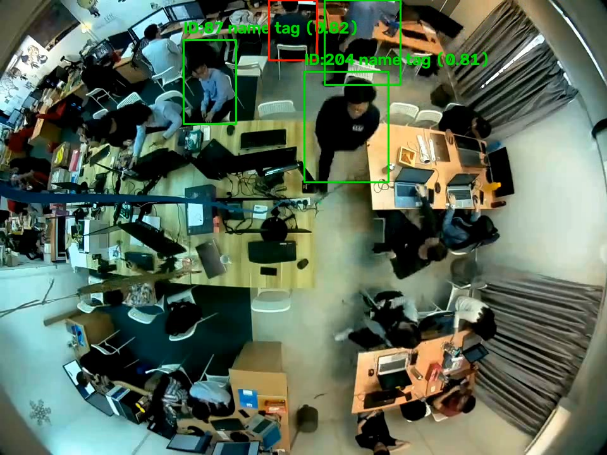 ID:67 name tag (0.82)
ID:204 name tag (0.81)